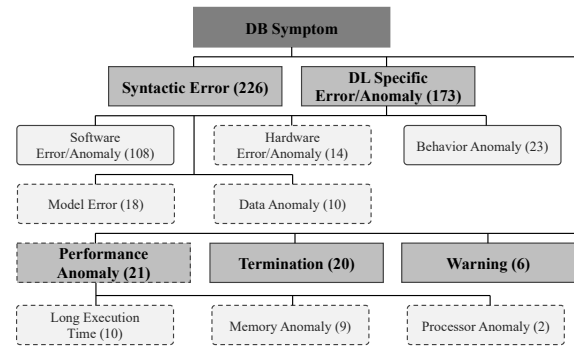 DB Symptom
Syntactic Error (226)
DL Specific
Error/Anomaly (173)
Software
Error/Anomaly (108)
Hardware
Error/Anomaly (14)
Behavior Anomaly (23)
Model Error (18)
Data Anomaly (10)
Performance
Anomaly (21)
Termination (20)
Warning (6)
Long Execution
Time (10)
Memory Anomaly (9)
Processor Anomaly (2)